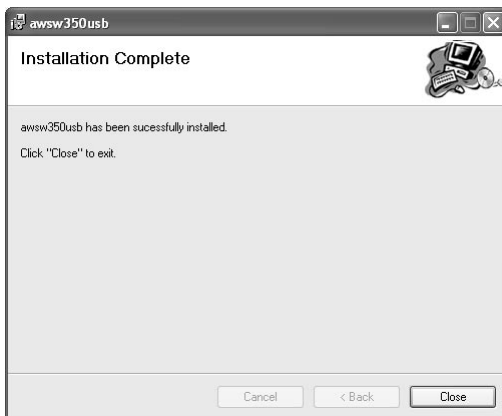 awsw350usb
Installation Complete
awsw350usb has been sucessfully installed.
Click "Close" to exit.
Cancel
< Back
Close